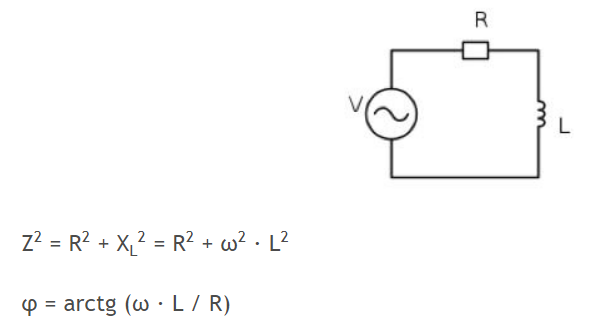 R
V
L
Z² = R² + X_L² = R² + ω² · L²
φ = arctg (ω · L / R)